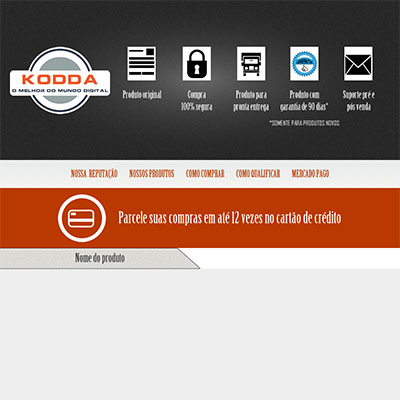 KODDA
O MELHOR DO MUNDO DIGITAL
Produto original
Compra
100% segura
Produto para
pronta entrega
Produto com
garantia de 90 dias*
Suporte pré e
pós venda
*SOMENTE PARA PRODUTOS NOVOS
NOSSA REPUTAÇÃO NOSSOS PRODUTOS COMO COMPRAR COMO QUALIFICAR MERCADO PAGO
Parcele suas compras em até 12 vezes no cartão de crédito
Nome do produto